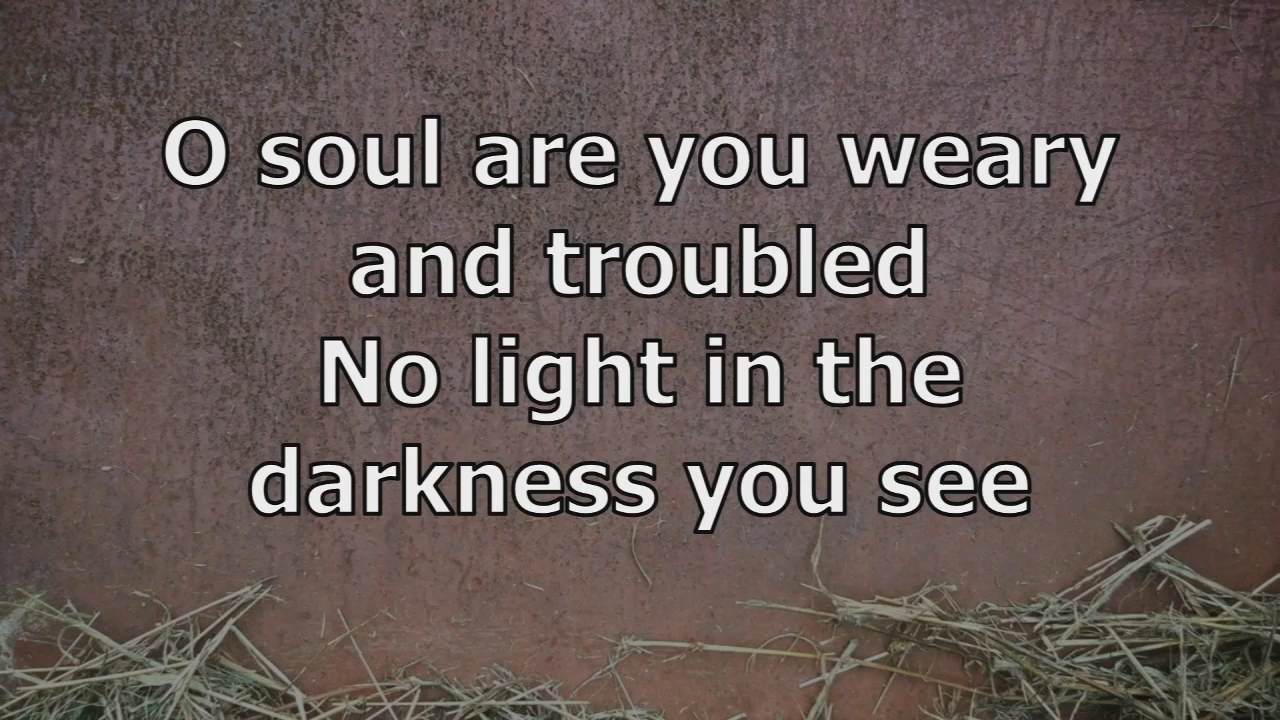 O soul are you weary
and troubled
No light in the
darkness you see